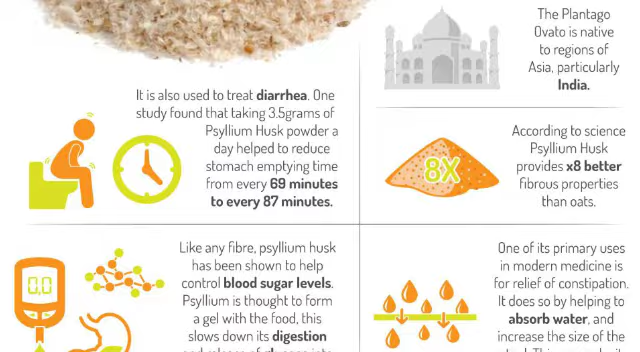 The Plantago
Ovato is native
to regions of
Asia, particularly
India.
It is also used to treat diarrhea. One
study found that taking 3.5grams of
Psyllium Husk powder a
day helped to reduce
stomach emptying time
from every 69 minutes
to every 87 minutes.
According to science
Psyllium Husk
provides x8 better
fibrous properties
than oats.
8X
Like any fibre, psyllium husk
has been shown to help
control blood sugar levels.
Psyllium is thought to form
a gel with the food, this
slows down its digestion
0.0
One of its primary uses
in modern medicine is
for relief of constipation.
It does so by helping to
absorb water, and
increase the size of the